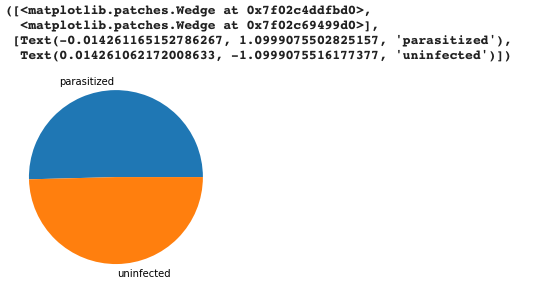 ([<matplotlib.patches.Wedge at 0x7f02c4ddfbd0>,
<matplotlib.patches.Wedge at 0x7f02c69499d0>],
[Text(-0.014261165152786267, 1.0999075502825157, 'parasitized'),
Text(0.014261062172008633, -1.0999075516177377, 'uninfected')])
parasitized
uninfected